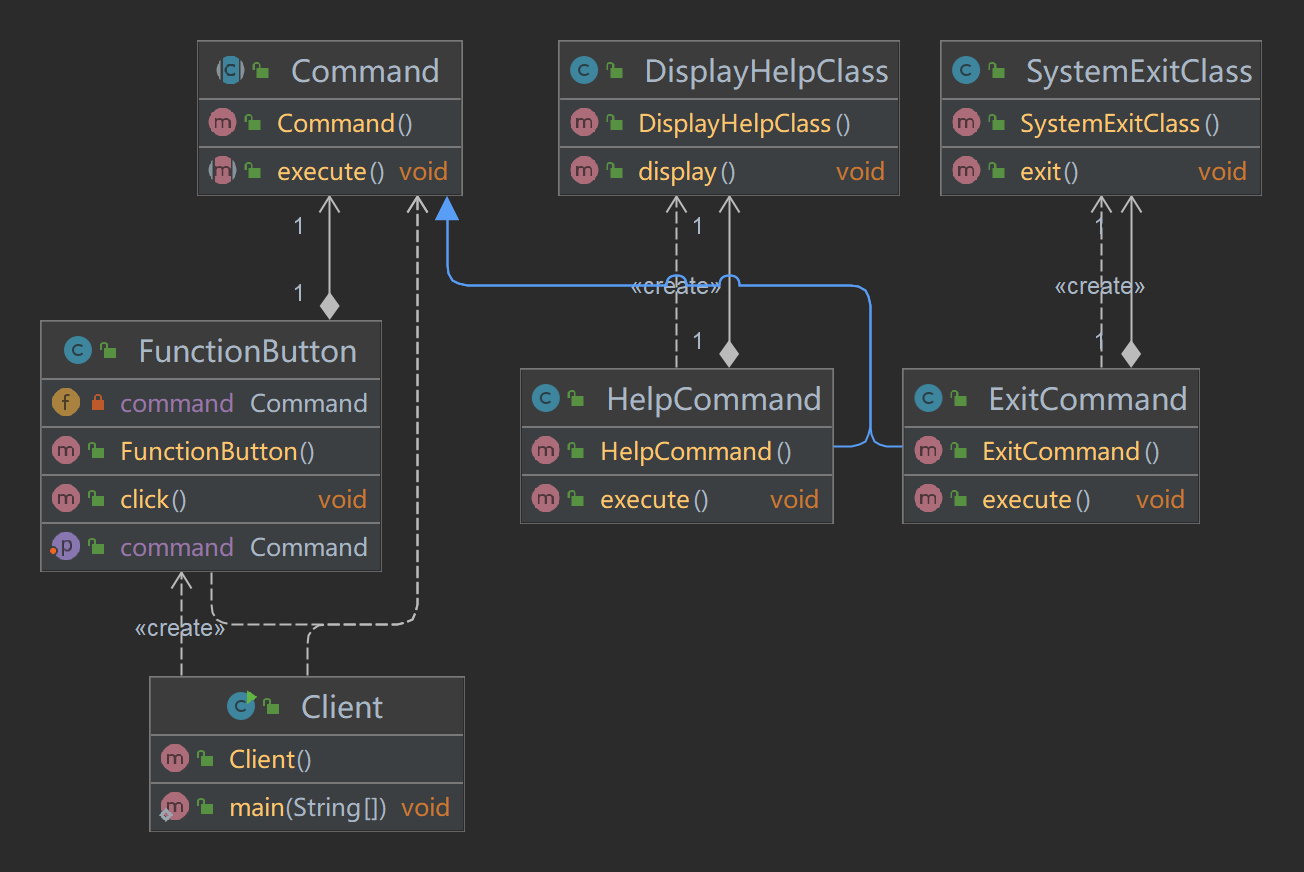 Command
Command()
execute() void
DisplayHelpClass
DisplayHelpClass()
display() void
SystemExitClass
SystemExitClass()
exit() void
1
1
1
1
1
1
«create»
«create»
FunctionButton
command Command
FunctionButton()
click() void
command Command
HelpCommand
HelpCommand()
execute() void
ExitCommand
ExitCommand()
execute() void
«create»
Client
Client()
main(String[]) void